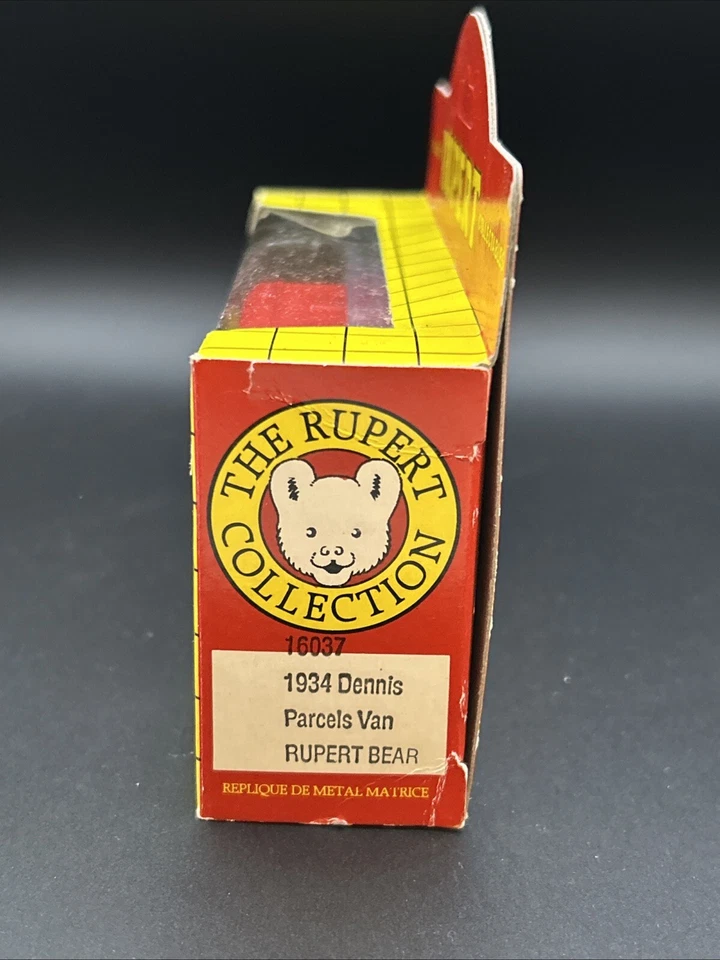 THE RUPERT
COLLECTION
16037
1934 Dennis
Parcels Van
RUPERT BEAR
REPLIQUE DE METAL MATRICE